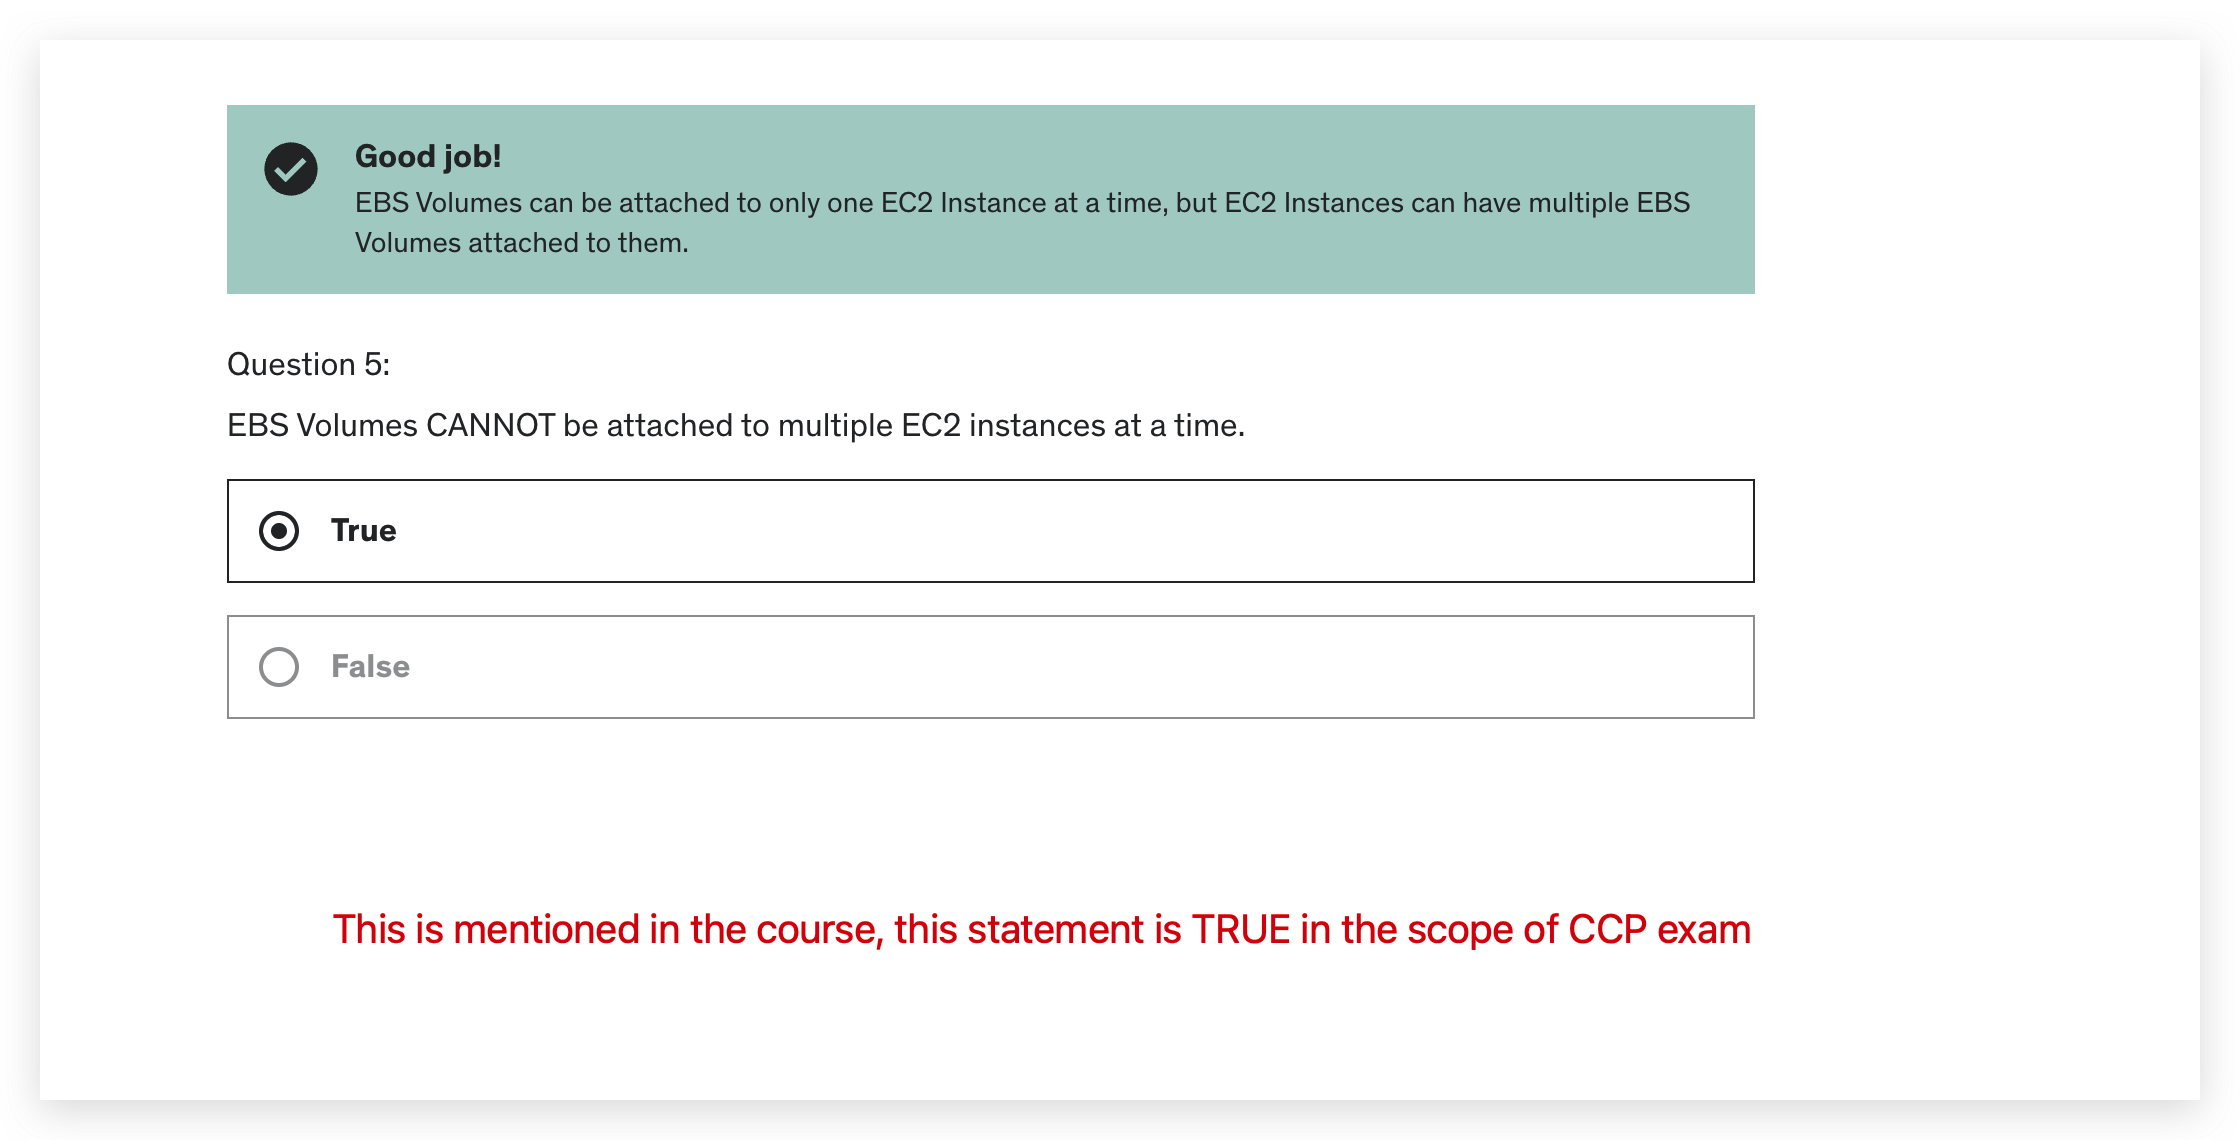 Good job!
EBS Volumes can be attached to only one EC2 Instance at a time, but EC2 Instances can have multiple EBS
Volumes attached to them.
Question 5:
EBS Volumes CANNOT be attached to multiple EC2 instances at a time.
True
False
This is mentioned in the course, this statement is TRUE in the scope of CCP exam